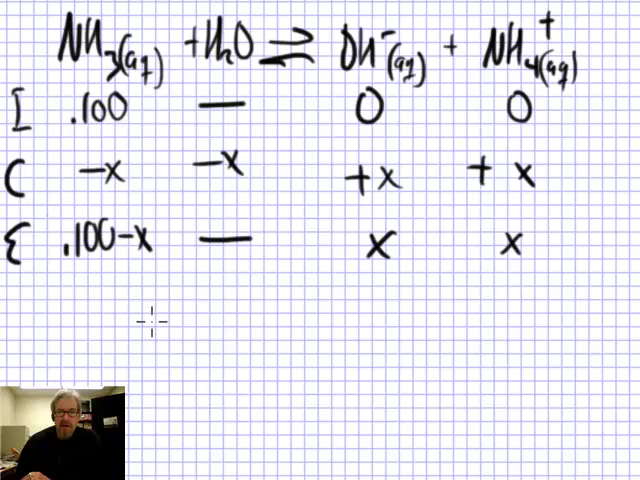 NH₃(aq) + H₂O ⇌ OH⁻(aq) + NH₄⁺(aq)
I .100 — 0 0
C -x -x +x + x
E .100-x — x x